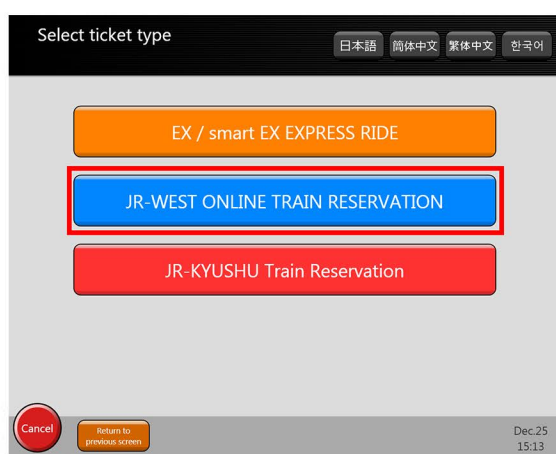 Select ticket type
日本語 简体中文 繁体中文 한국어
EX / smart EX EXPRESS RIDE
JR-WEST ONLINE TRAIN RESERVATION
JR-KYUSHU Train Reservation
Cancel
Return to
previous screen
Dec.25
15:13